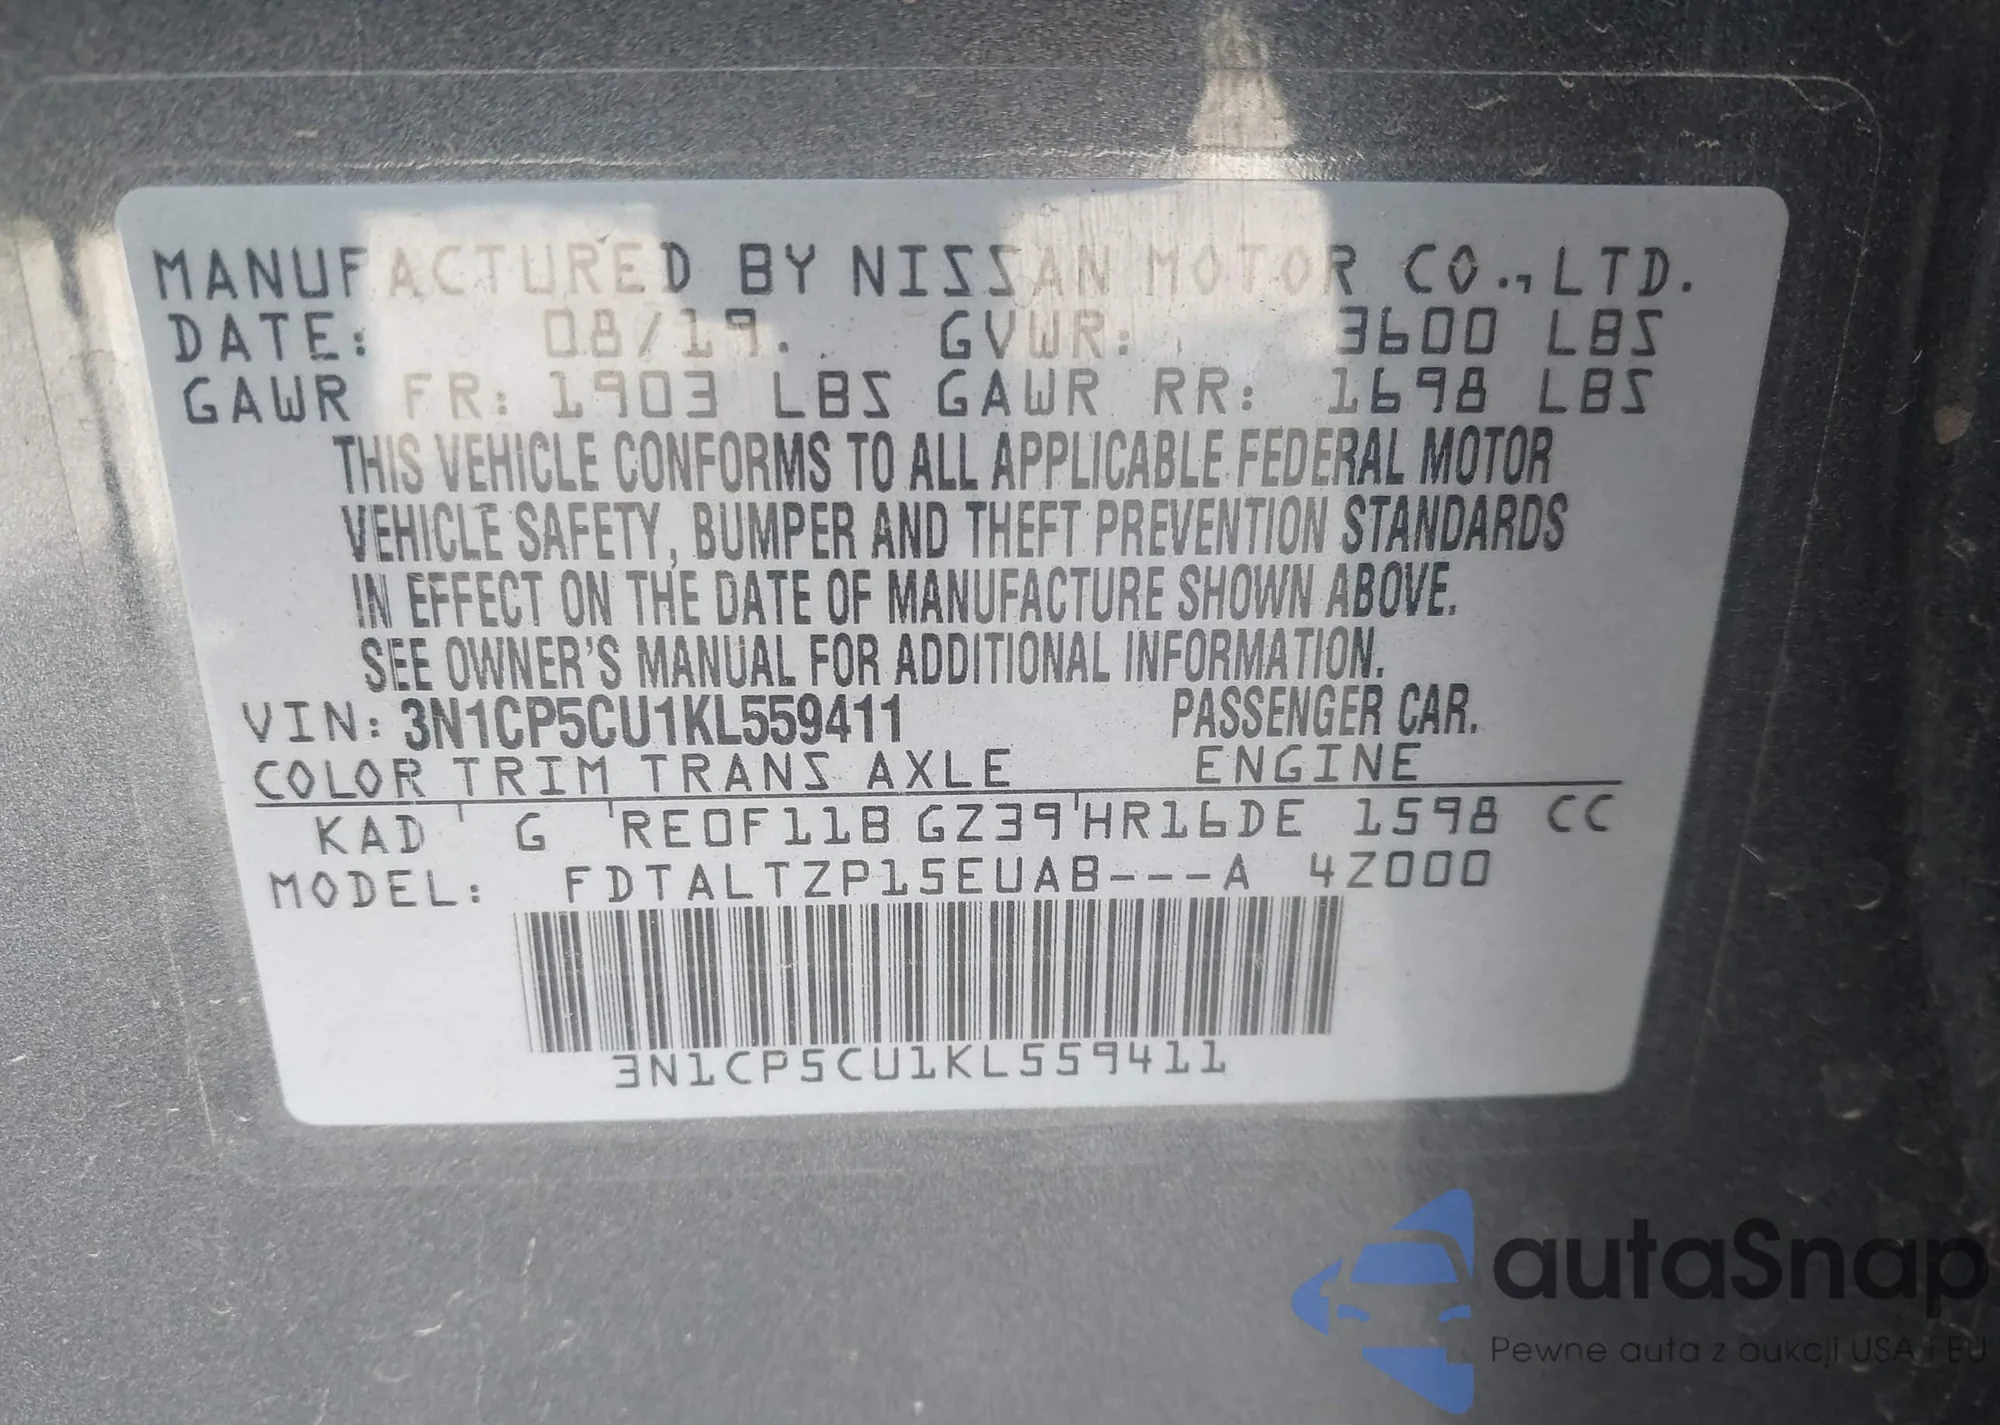 MANUFACTURED BY NISSAN MOTOR CO., LTD.
DATE: 08/19. GVWR: 3600 LBS
GAWR FR: 1903 LBS GAWR RR: 1698 LBS
THIS VEHICLE CONFORMS TO ALL APPLICABLE FEDERAL MOTOR
VEHICLE SAFETY, BUMPER AND THEFT PREVENTION STANDARDS
IN EFFECT ON THE DATE OF MANUFACTURE SHOWN ABOVE.
SEE OWNER'S MANUAL FOR ADDITIONAL INFORMATION.
VIN: 3N1CP5CU1KL559411 PASSENGER CAR.
COLOR TRIM TRANS AXLE ENGINE
KAD G RE0F11B GZ39 HR16DE 1598 CC
MODEL: FDTALTZP15EUAB---A 4Z000
3N1CP5CU1KL559411
autaSnap
Pewne auta z aukcji USA i EU